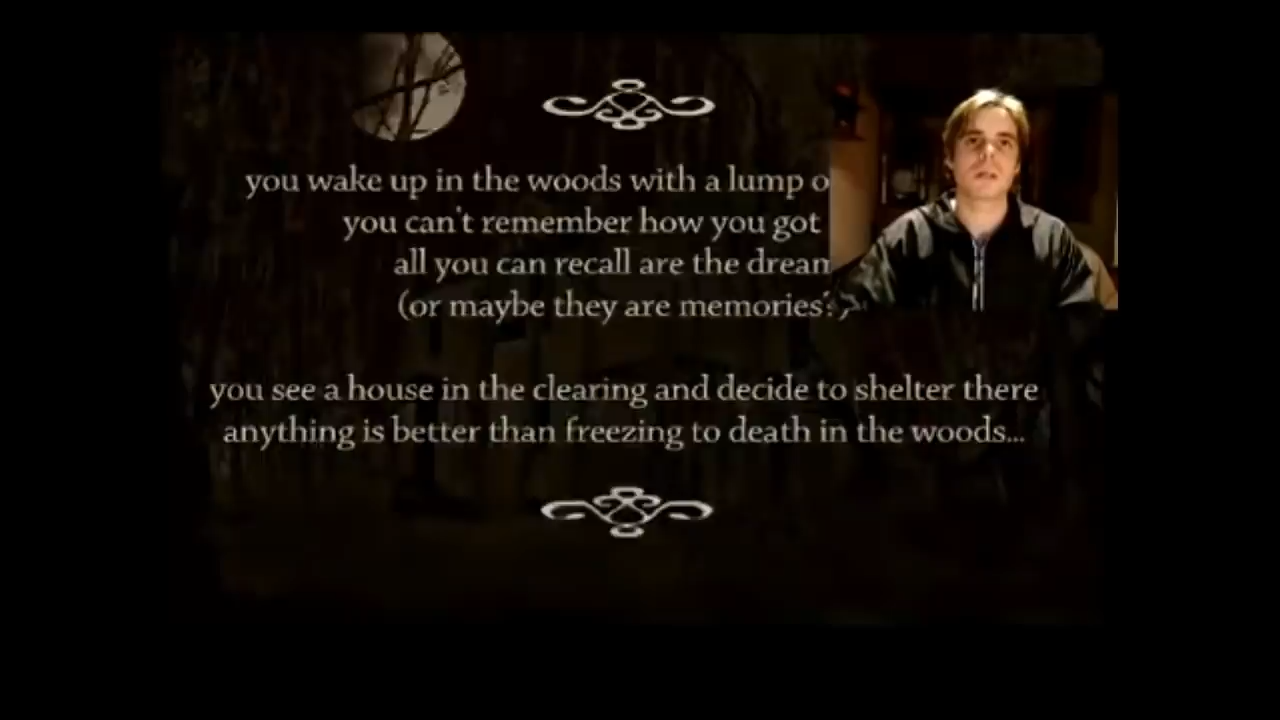 you wake up in the woods with a lump o
you can't remember how you got
all you can recall are the dream
(or maybe they are memories?)
you see a house in the clearing and decide to shelter there
anything is better than freezing to death in the woods...